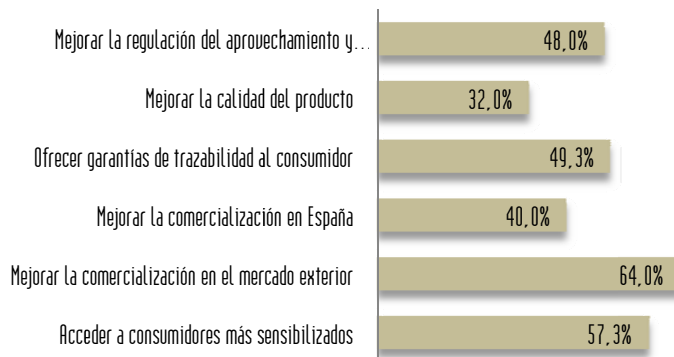 Mejorar la regulación del aprovechamiento y... 48,0%
Mejorar la calidad del producto 32,0%
Ofrecer garantías de trazabilidad al consumidor 49,3%
Mejorar la comercialización en España 40,0%
Mejorar la comercialización en el mercado exterior 64,0%
Acceder a consumidores más sensibilizados 57,3%